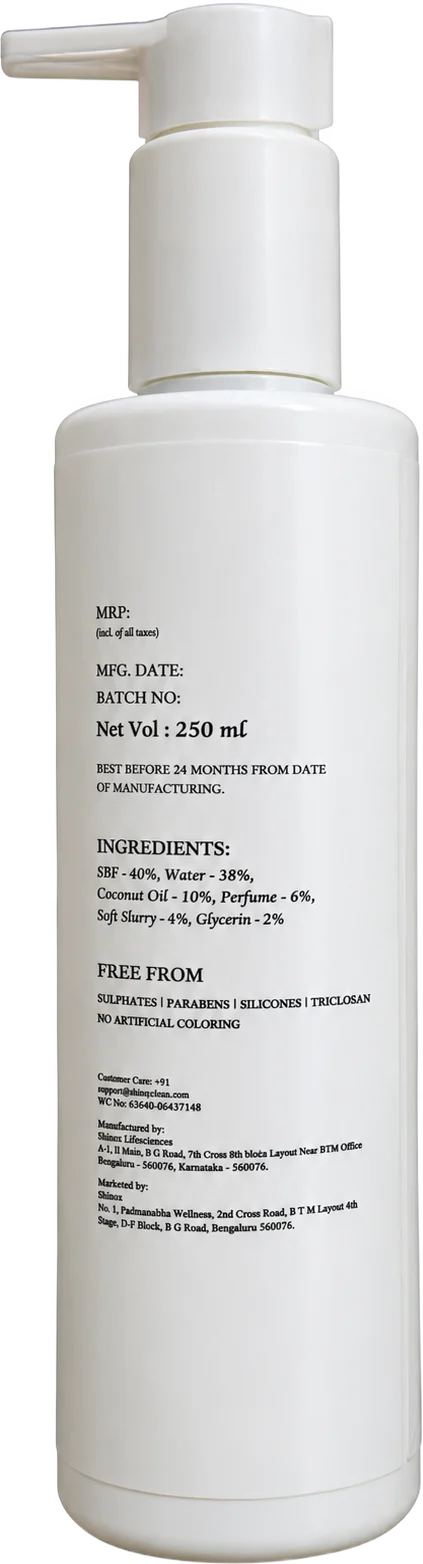 MRP:
(incl. of all taxes)
MFG. DATE:
BATCH NO:
Net Vol : 250 ml
BEST BEFORE 24 MONTHS FROM DATE
OF MANUFACTURING.
INGREDIENTS:
SBF - 40%, Water - 38%,
Coconut Oil - 10%, Perfume - 6%,
Soft Slurry - 4%, Glycerin - 2%
FREE FROM
SULPHATES | PARABENS | SILICONES | TRICLOSAN
NO ARTIFICIAL COLORING
Customer Care: +91
WC No: 63640-06437148
Manufactured by:
Shinox Lifesciences
A-1, II Main, B G Road, 7th Cross 8th Layout Near BTM Office
Bengaluru - 560076, Karnataka - 560076.
Marketed by:
Shinox
No. 1, Padmanabha Wellness, 2nd Cross Road, B T M Layout 4th
Stage, D-F Block, B G Road, Bengaluru 560076.